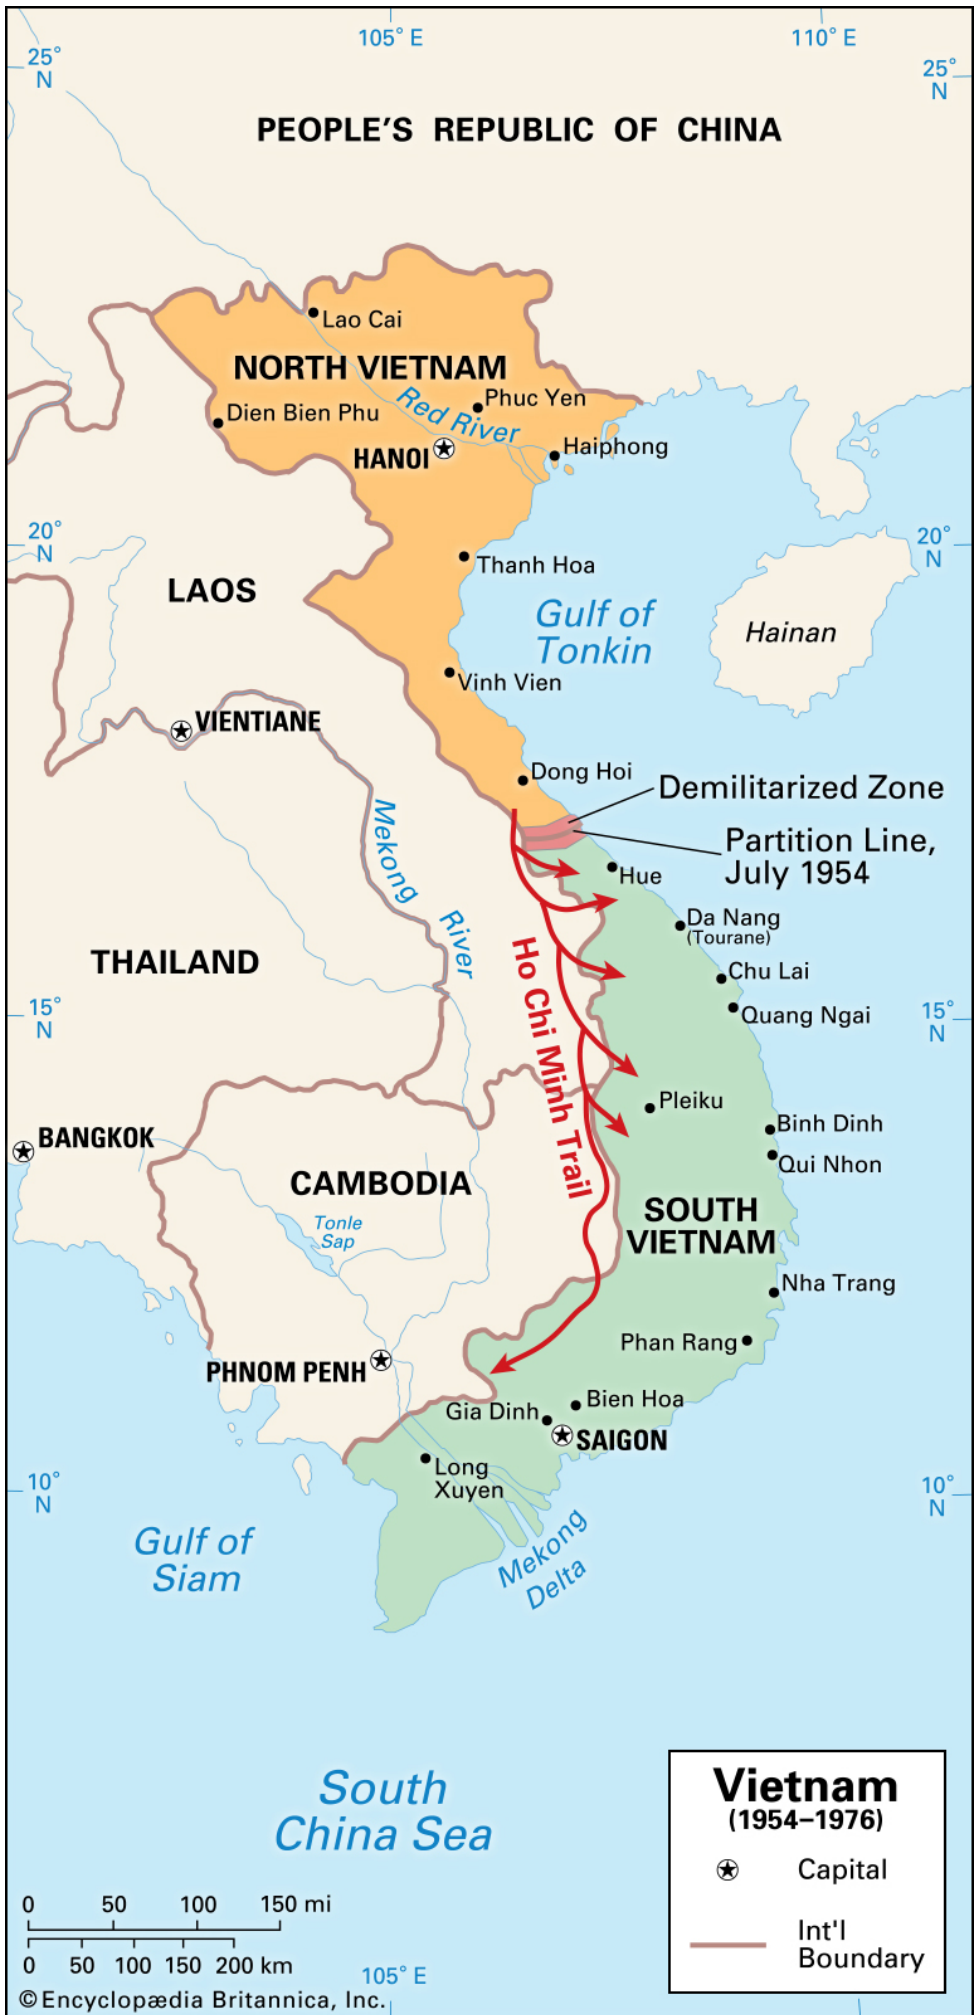 105° E
110° E
25°
N
25°
N
PEOPLE'S REPUBLIC OF CHINA
Lao Cai
NORTH VIETNAM
Red River
Phuc Yen
Dien Bien Phu
HANOI
Haiphong
20°
N
20°
N
Thanh Hoa
LAOS
Gulf of
Tonkin
Hainan
Vinh Vien
VIENTIANE
Dong Hoi
Demilitarized Zone
Mekong
River
Partition Line,
July 1954
Hue
Da Nang
(Tourane)
THAILAND
Ho Chi Minh Trail
Chu Lai
15°
N
15°
N
Quang Ngai
Pleiku
BANGKOK
Binh Dinh
Qui Nhon
CAMBODIA
Tonle
Sap
SOUTH
VIETNAM
Nha Trang
Phan Rang
PHNOM PENH
Bien Hoa
Gia Dinh
SAIGON
Long
Xuyen
10°
N
10°
N
Gulf of
Siam
Mekong
Delta
South
China Sea
Vietnam
(1954–1976)
Capital
Int'l
Boundary
0 50 100 150 mi
0 50 100 150 200 km
105° E
© Encyclopædia Britannica, Inc.